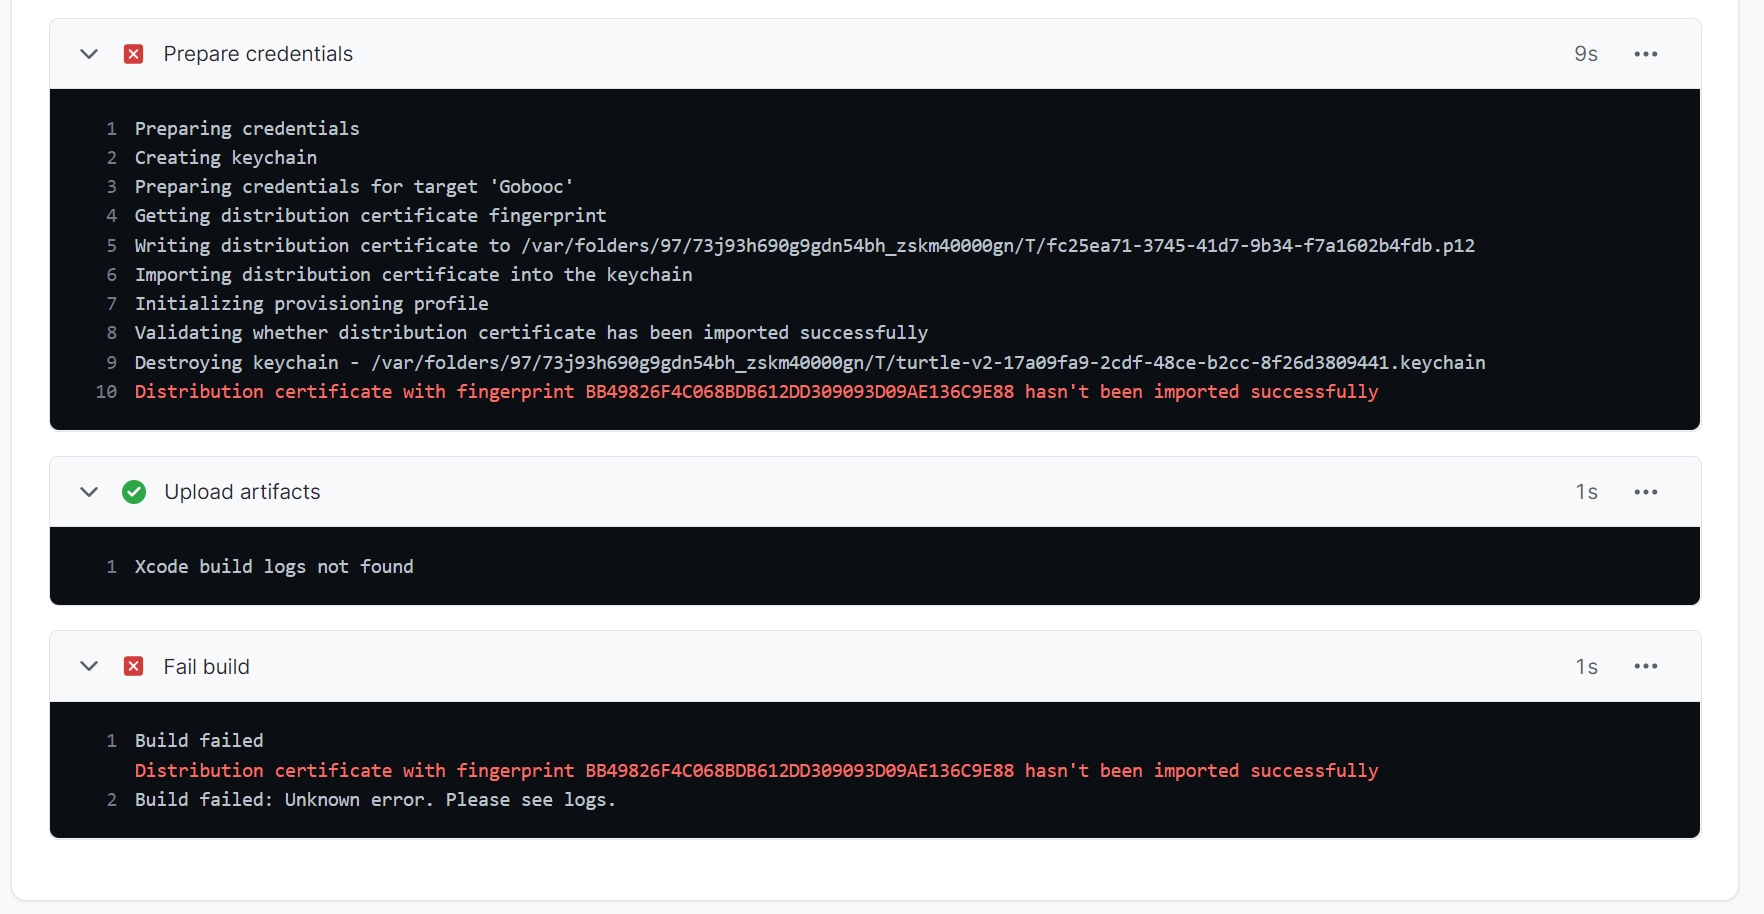 Prepare credentials
9s
1 Preparing credentials
2 Creating keychain
3 Preparing credentials for target 'Gobooc'
4 Getting distribution certificate fingerprint
5 Writing distribution certificate to /var/folders/97/73j93h690g9gdn54bh_zskm40000gn/T/fc25ea71-3745-41d7-9b34-f7a1602b4fdb.p12
6 Importing distribution certificate into the keychain
7 Initializing provisioning profile
8 Validating whether distribution certificate has been imported successfully
9 Destroying keychain - /var/folders/97/73j93h690g9gdn54bh_zskm40000gn/T/turtle-v2-17a09fa9-2cdf-48ce-b2cc-8f26d3809441.keychain
10 Distribution certificate with fingerprint BB49826F4C068BDB612DD309093D09AE136C9E88 hasn't been imported successfully
Upload artifacts
1s
1 Xcode build logs not found
Fail build
1s
1 Build failed
Distribution certificate with fingerprint BB49826F4C068BDB612DD309093D09AE136C9E88 hasn't been imported successfully
2 Build failed: Unknown error. Please see logs.